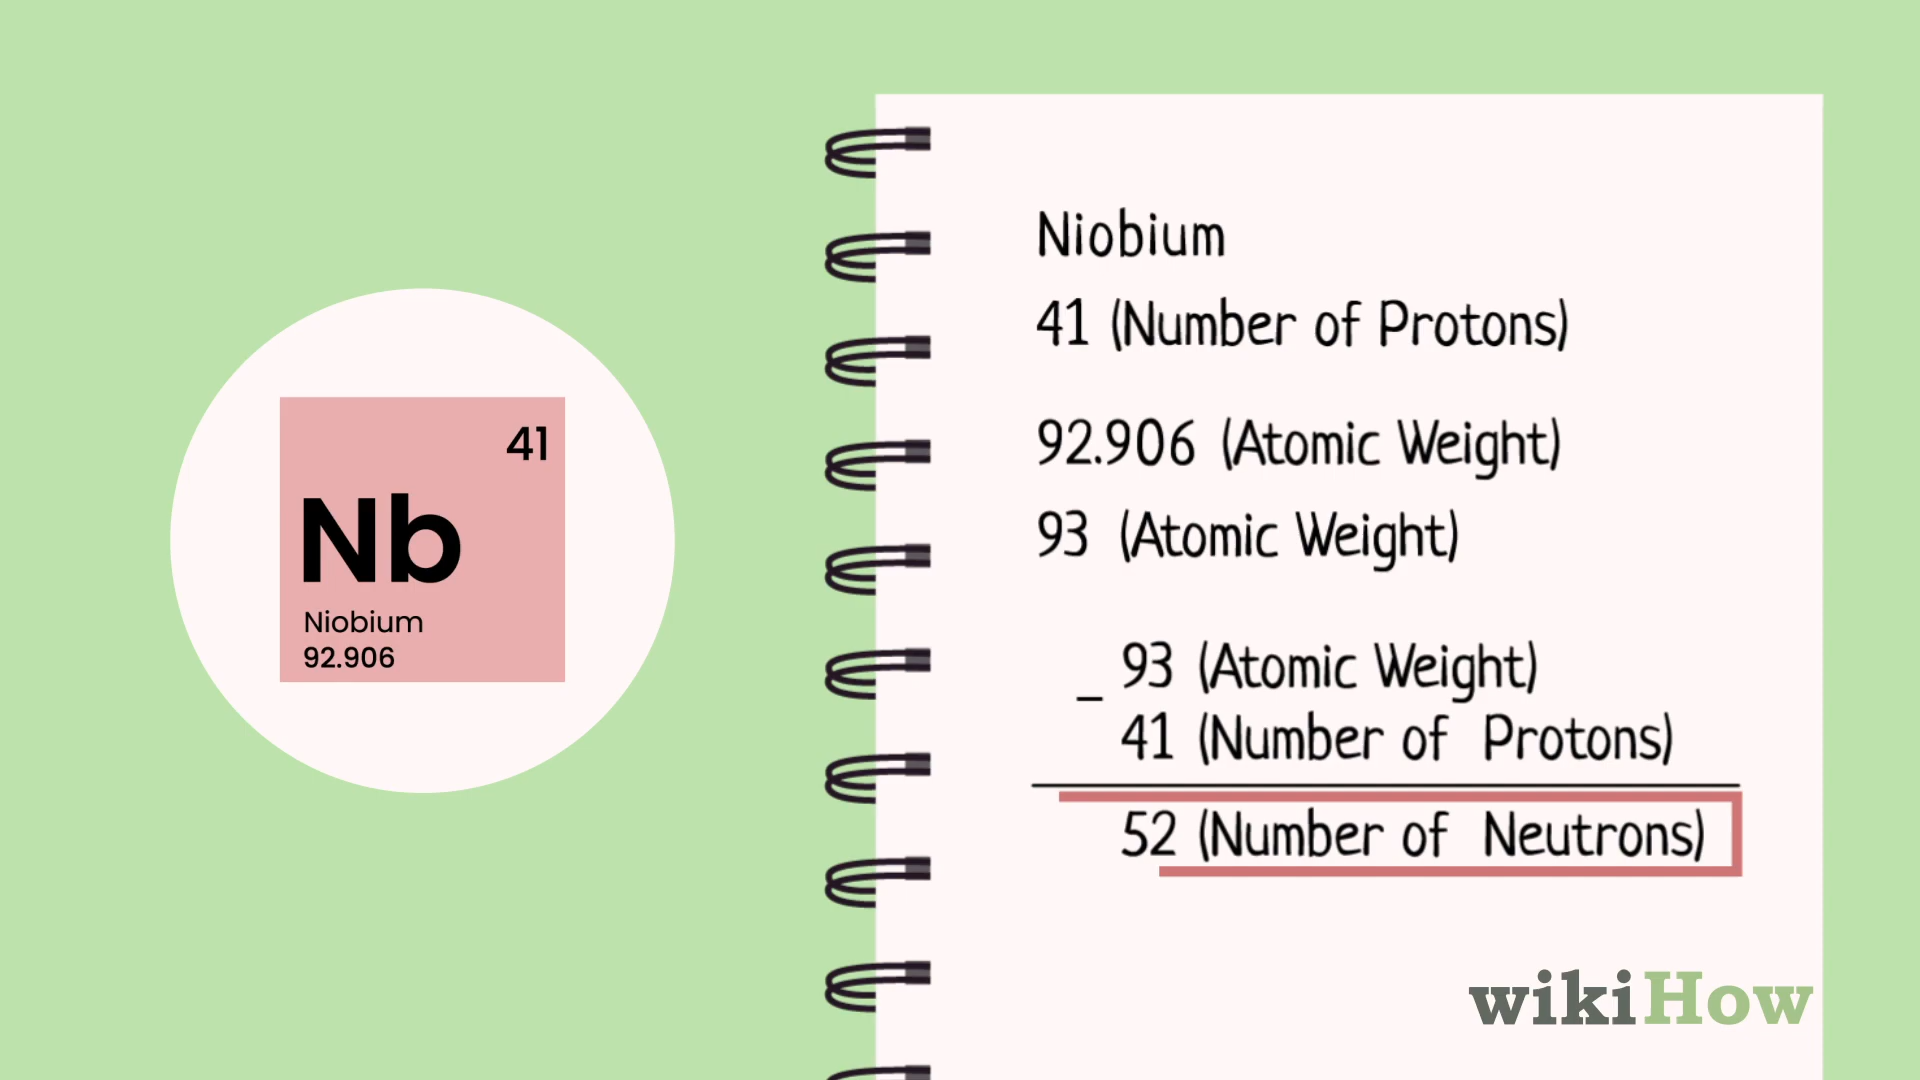 41
Nb
Niobium
92.906
Niobium
41 (Number of Protons)
92.906 (Atomic Weight)
93 (Atomic Weight)
93 (Atomic Weight)
_
41 (Number of Protons)
52 (Number of Neutrons)
wikiHow